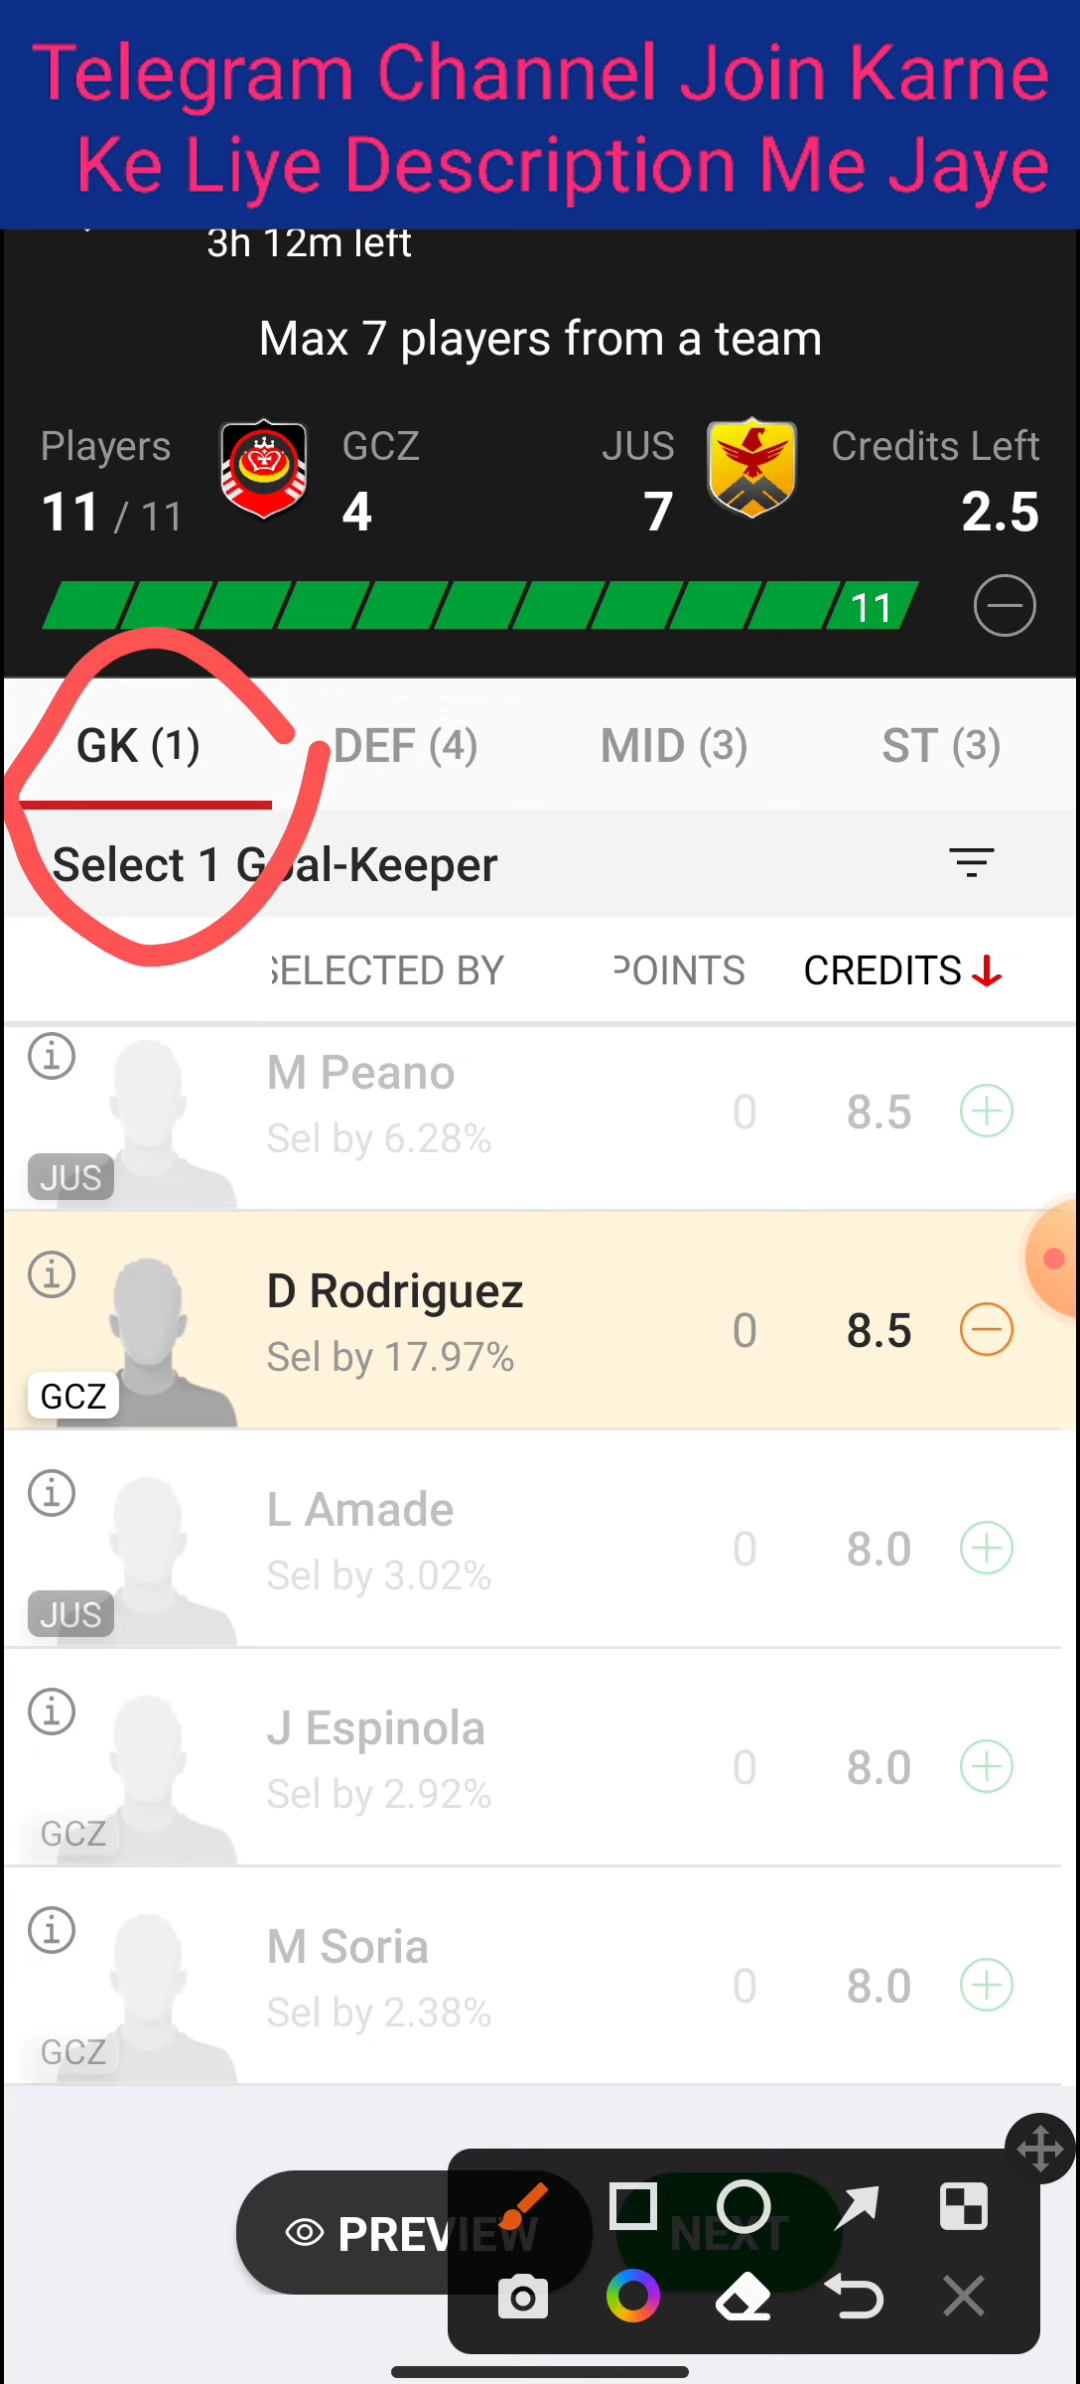 Telegram Channel Join Karne
Ke Liye Description Me Jaye
3h 12m left
Max 7 players from a team
Players GCZ JUS Credits Left
11 / 11 4 7 2.5
11
GK (1) DEF (4) MID (3) ST (3)
Select 1 Goal-Keeper
SELECTED BY POINTS CREDITS
M Peano
Sel by 6.28%
0 8.5
JUS
D Rodriguez
Sel by 17.97%
0 8.5
GCZ
L Amade
Sel by 3.02%
0 8.0
JUS
J Espinola
Sel by 2.92%
0 8.0
GCZ
M Soria
Sel by 2.38%
0 8.0
GCZ
PREVIEW NEXT